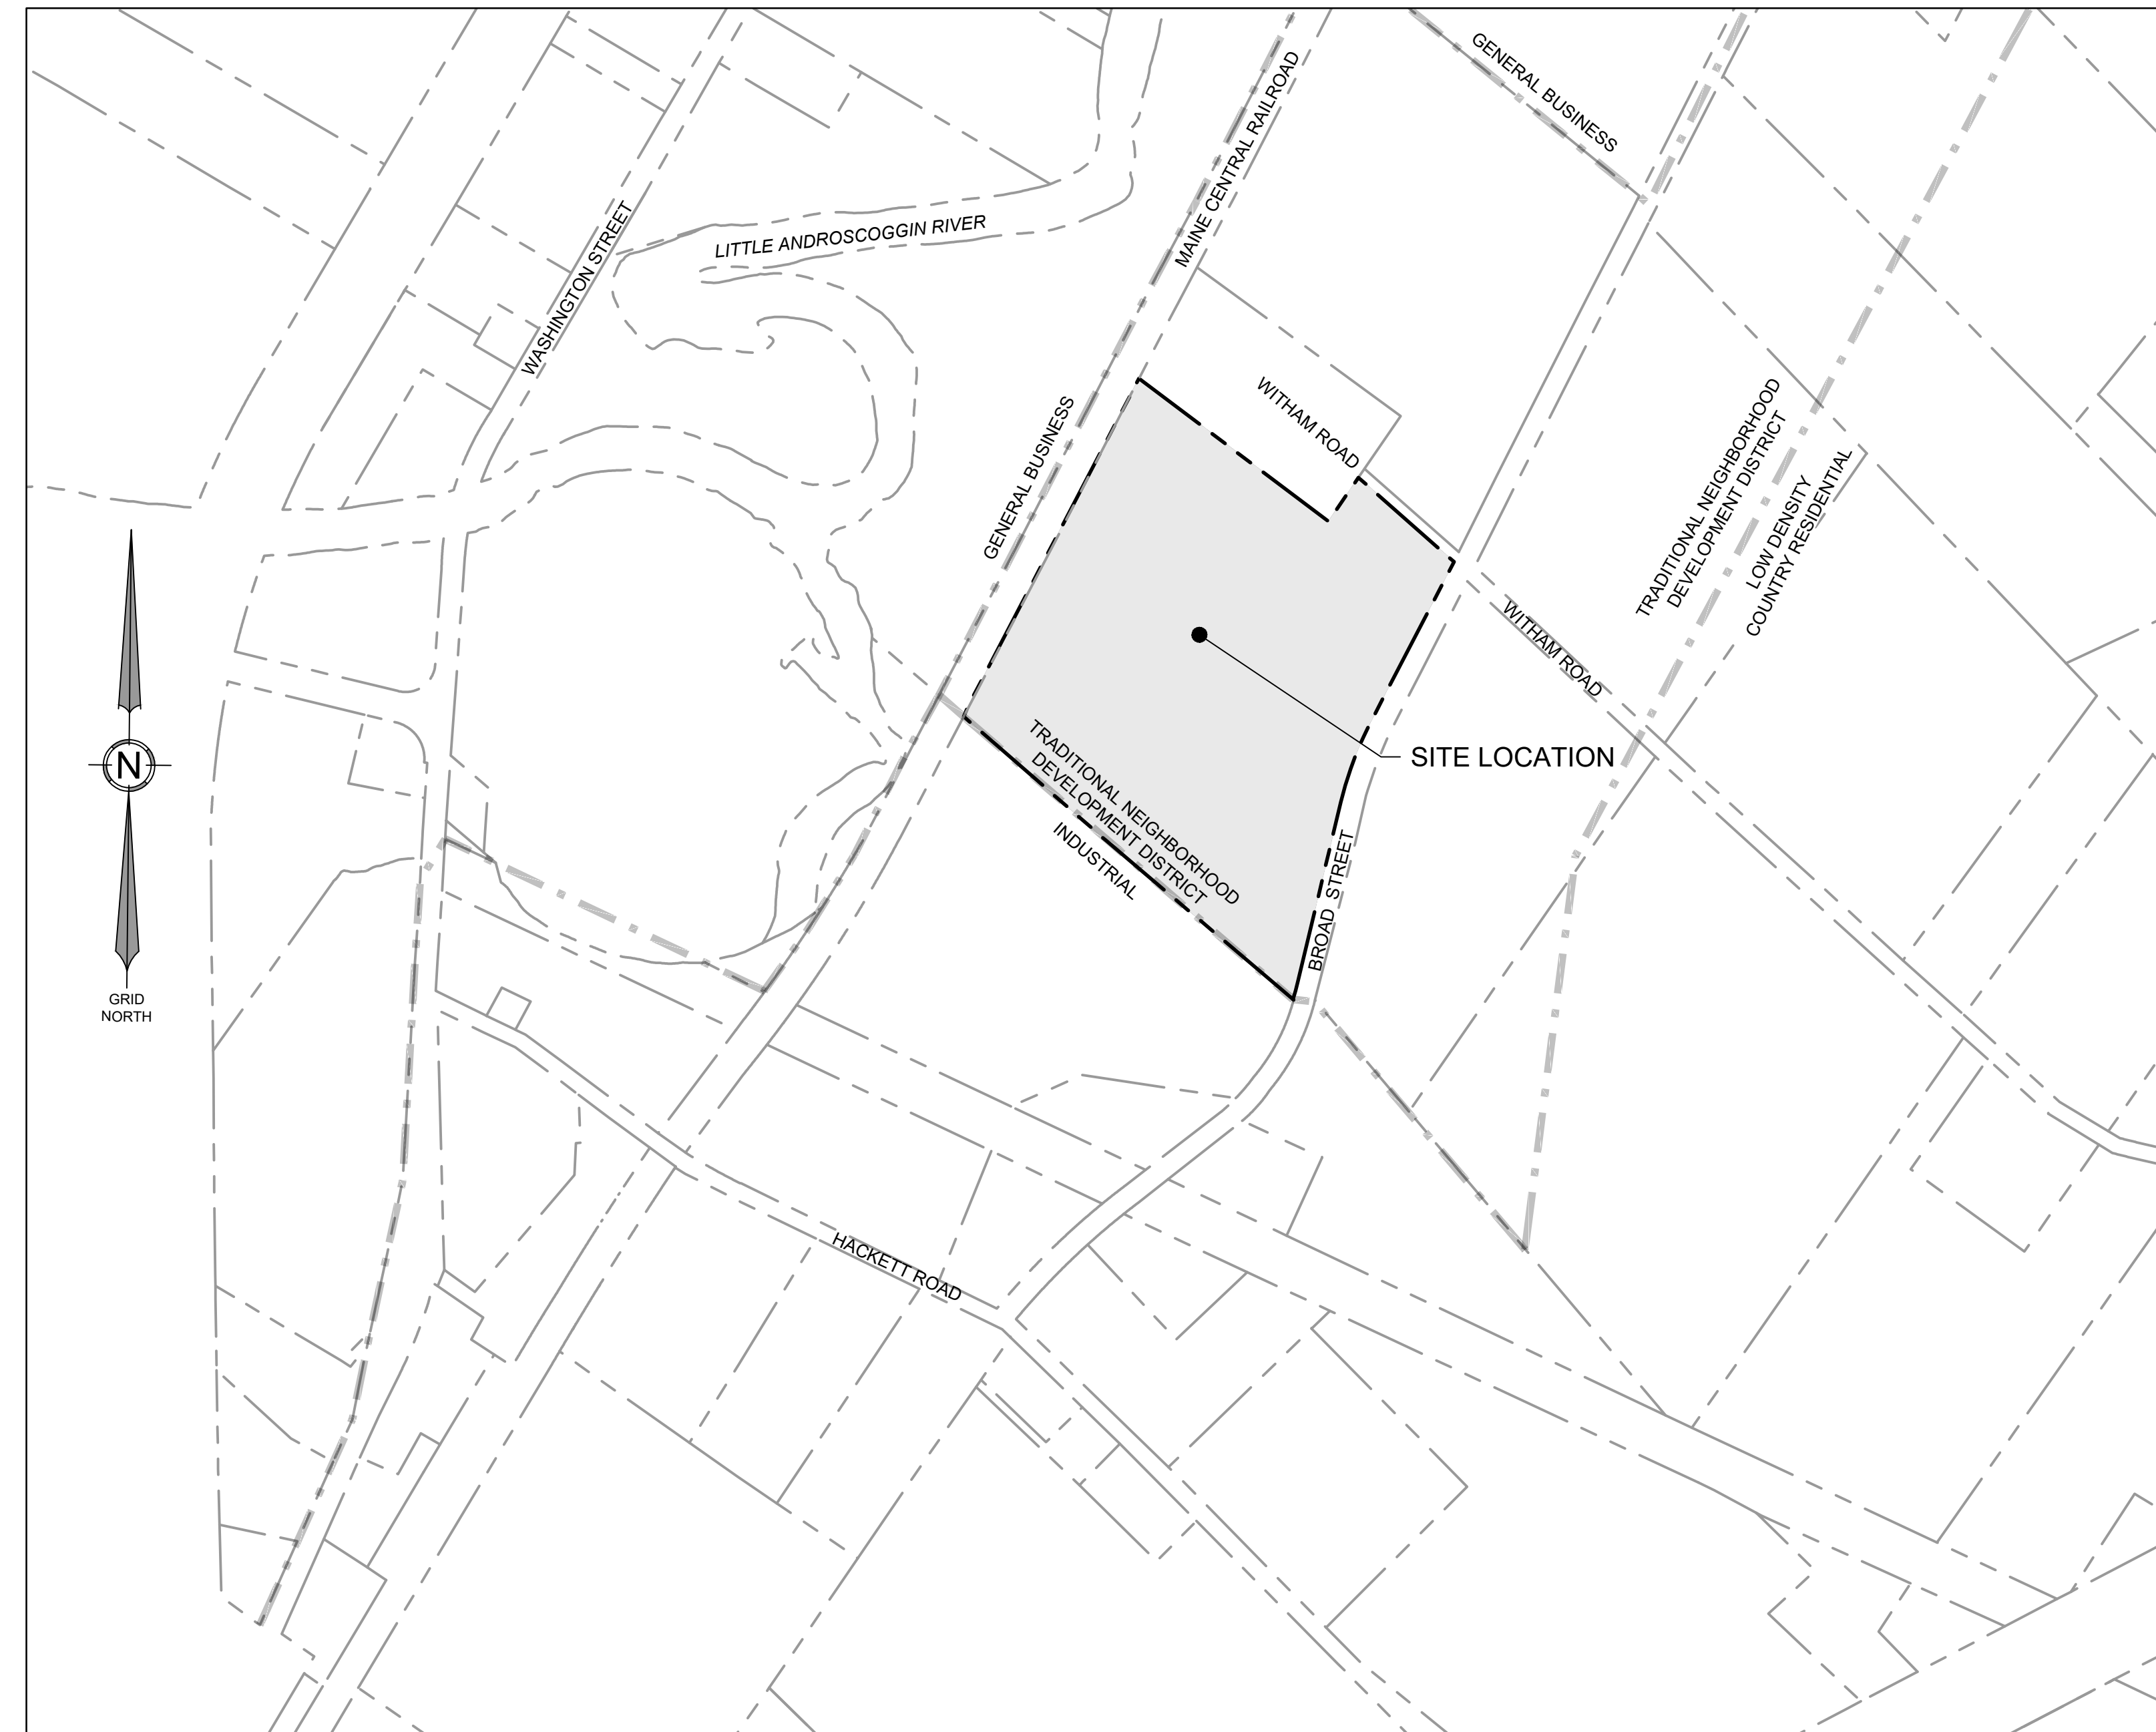 GENERAL BUSINESS
MAINE CENTRAL RAILROAD
WASHINGTON STREET
LITTLE ANDROSCOGGIN RIVER
WITHAM ROAD
GENERAL BUSINESS
TRADITIONAL NEIGHBORHOOD
DEVELOPMENT DISTRICT
LOW DENSITY
COUNTRY RESIDENTIAL
WITHAM ROAD
SITE LOCATION
N
TRADITIONAL NEIGHBORHOOD
DEVELOPMENT DISTRICT
INDUSTRIAL
BROAD STREET
GRID
NORTH
HACKETT ROAD